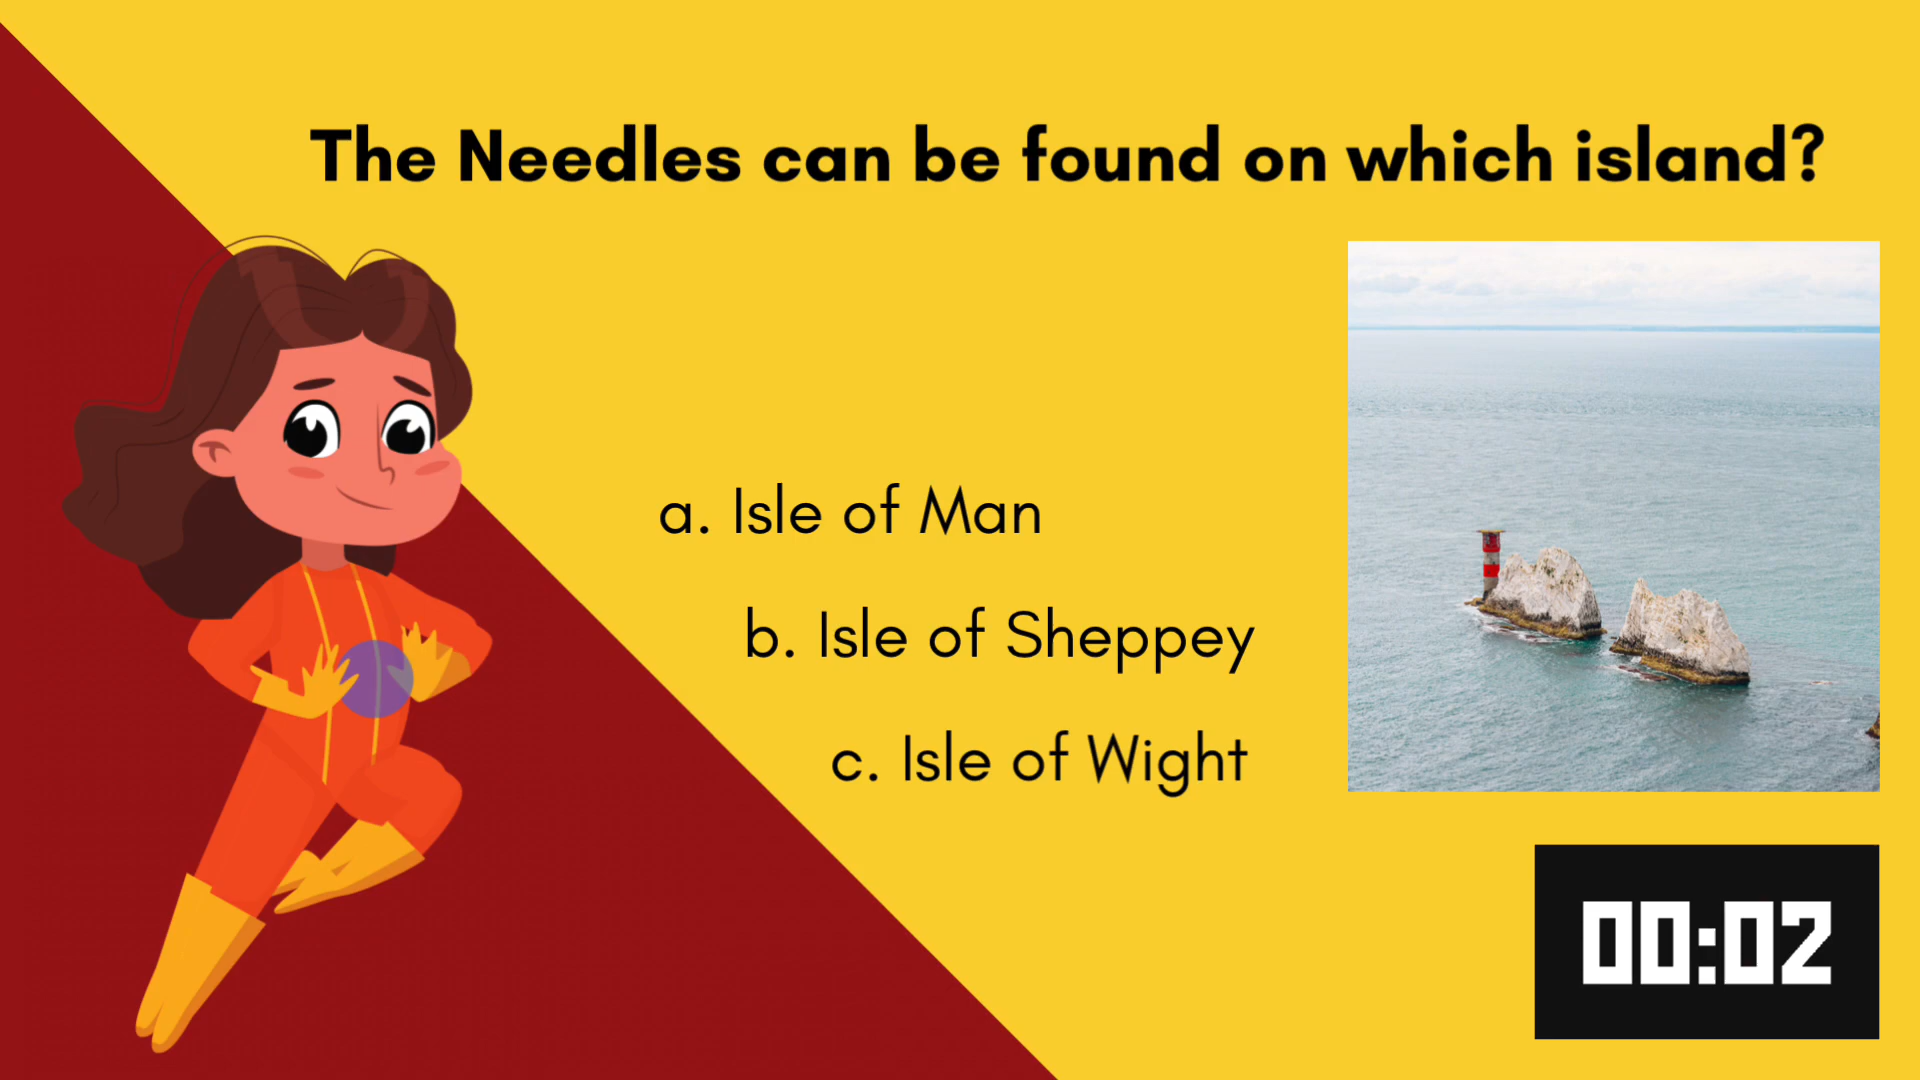 The Needles can be found on which island?
a. Isle of Man
b. Isle of Sheppey
c. Isle of Wight
00:02